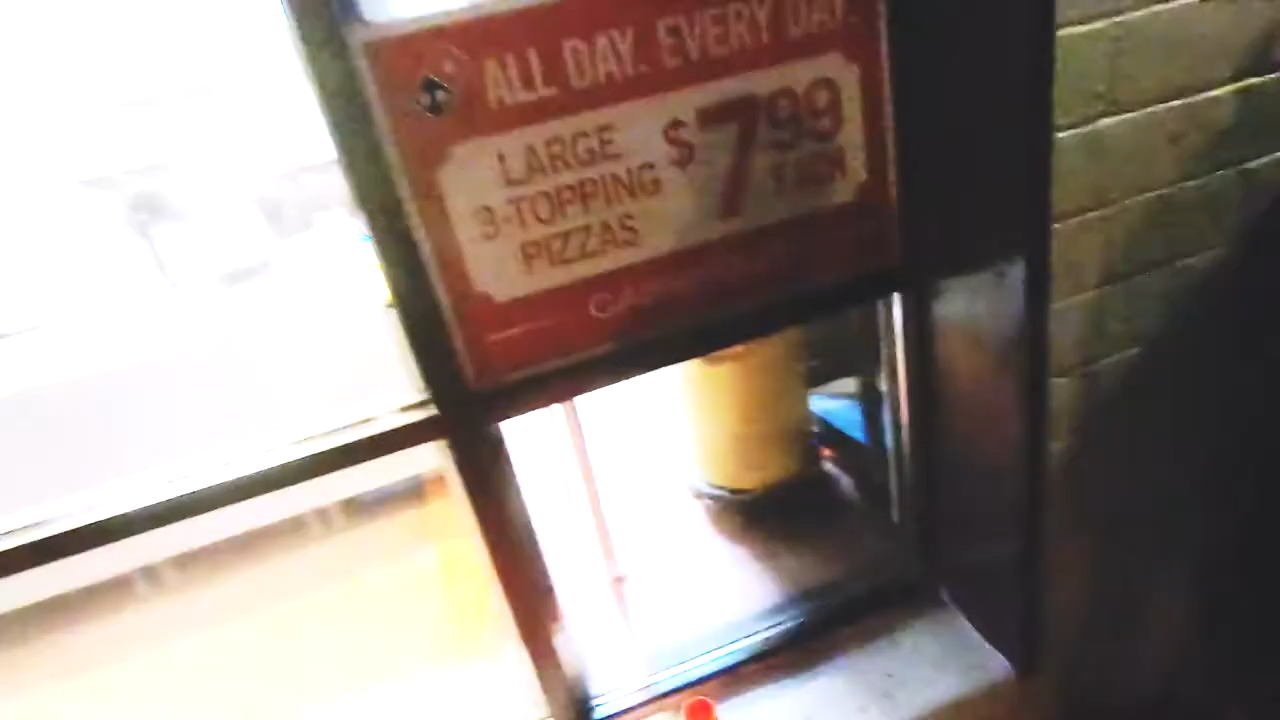 ALL DAY. EVERY DAY.
LARGE
3-TOPPING
PIZZAS
$7.99